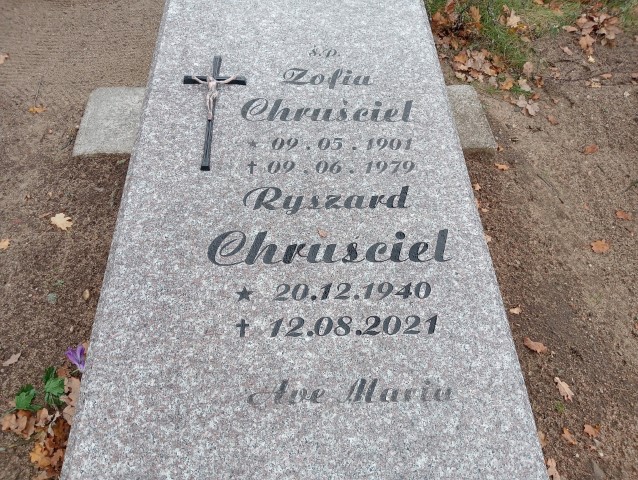 ś.p.
Zofia
Chruściel
★ 09.05.1901
✝ 09.06.1979
Ryszard
Chruściel
★ 20.12.1940
✝ 12.08.2021
Ave Maria